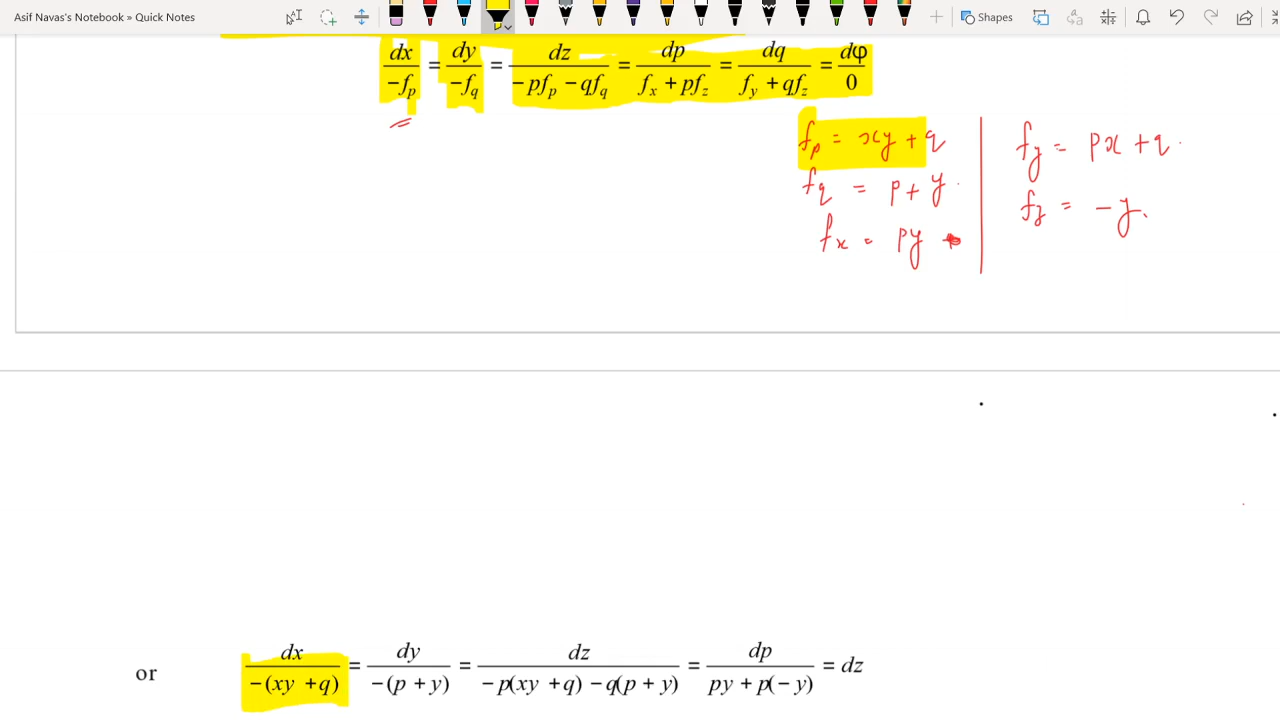 Asif Navas's Notebook » Quick Notes
Shapes
dx/-f_p = dy/-f_q = dz/-pf_p - qf_q = dp/f_x + pf_z = dq/f_y + qf_z = dφ/0
f_p = xy + q
f_q = p + y.
f_x = py
f_y = px + q.
f_z = -y.
or dx/-(xy + q) = dy/-(p + y) = dz/-p(xy + q) - q(p + y) = dp/py + p(-y) = dz